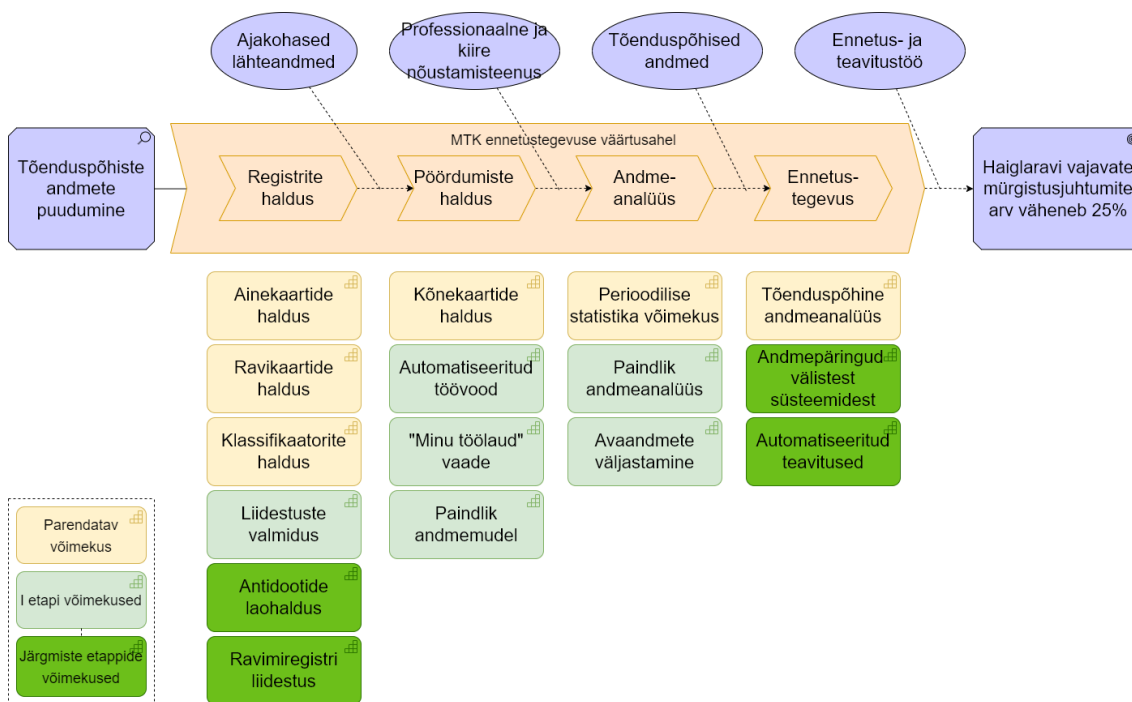 Ajakohased
lähteandmed
Professionaalne ja
kiire
nõustamisteenus
Tõenduspõhised
andmed
Ennetus- ja
teavitustöö
Tõenduspõhiste
andmete
puudumine
MTK ennetustegevuse väärtusahel
Registrite
haldus
Pöördumiste
haldus
Andme-
analüüs
Ennetus-
tegevus
Haiglaravi vajavate
mürgistusjuhtumite
arv väheneb 25%
Ainekaartide
haldus
Ravikaartide
haldus
Klassifikaatorite
haldus
Liidestuste
valmidus
Antidootide
laohaldus
Ravimiregistri
liidestus
Kõnekaartide
haldus
Automatiseeritud
töövood
"Minu töölaud"
vaade
Paindlik
andmemudel
Perioodilise
statistika võimekus
Paindlik
andmeanalüüs
Avaandmete
väljastamine
Tõenduspõhine
andmeanalüüs
Andmepäringud
välistest
süsteemidest
Automatiseeritud
teavitused
Parendatav
võimekus
I etapi võimekused
Järgmiste etappide
võimekused